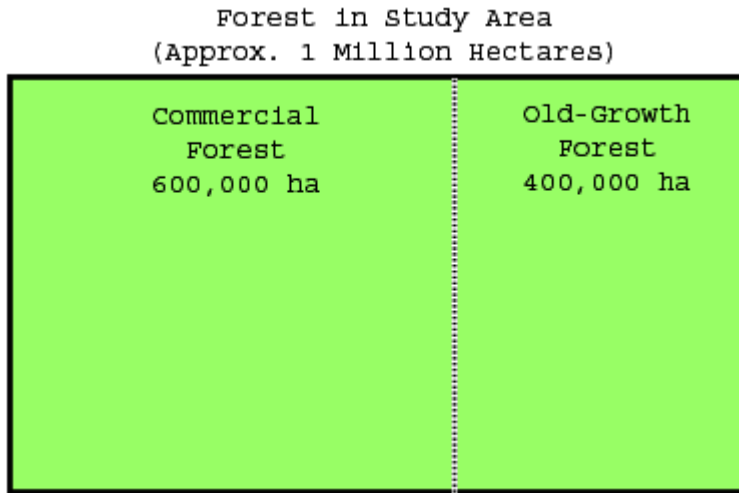 Forest in Study Area
(Approx. 1 Million Hectares)
Commercial
Forest
600,000 ha
Old-Growth
Forest
400,000 ha